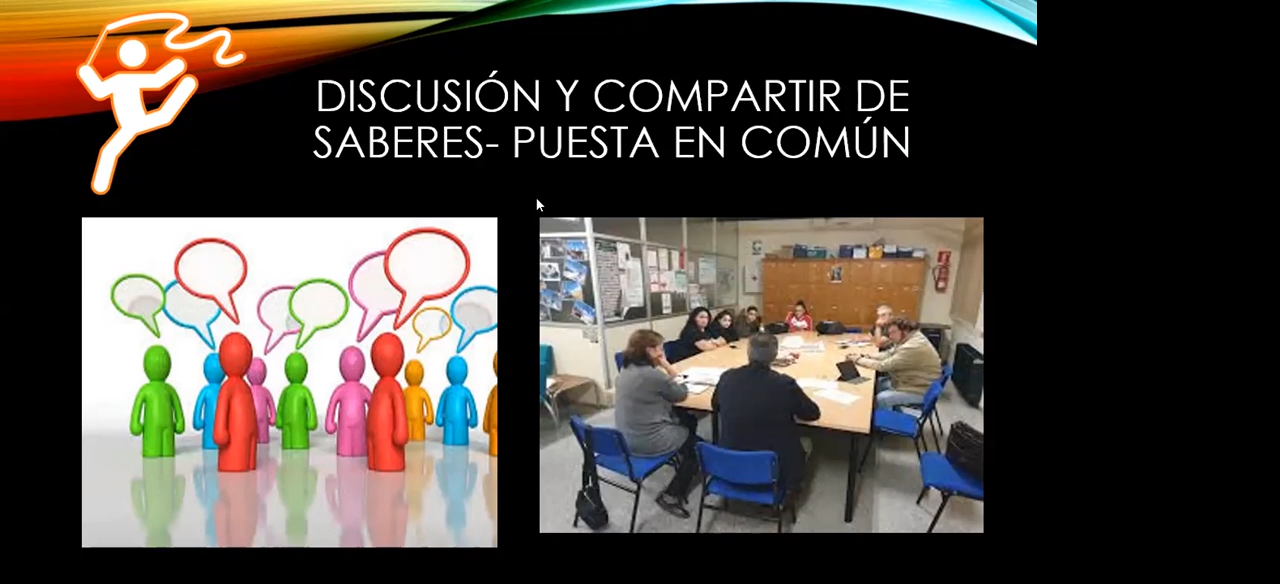 DISCUSIÓN Y COMPARTIR DE
SABERES- PUESTA EN COMÚN